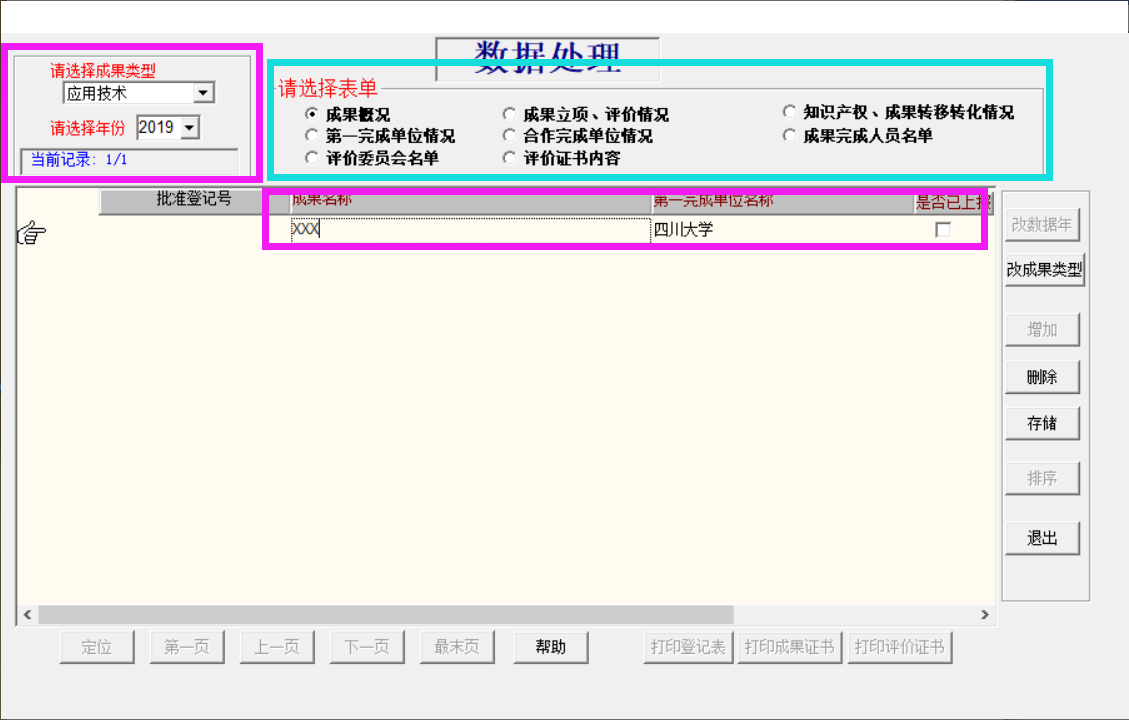 数据处理
请选择成果类型
应用技术
请选择年份 2019
当前记录: 1/1
请选择表单
成果概况 成果立项、评价情况 知识产权、成果转移转化情况
第一完成单位情况 合作完成单位情况 成果完成人员名单
评价委员会名单 评价证书内容
批准登记号 成果名称 第一完成单位名称 是否已上报
XXX 四川大学
改数据年
改成果类型
增加
删除
存储
排序
退出
定位 第一页 上一页 下一页 最末页 帮助 打印登记表 打印成果证书 打印评价证书